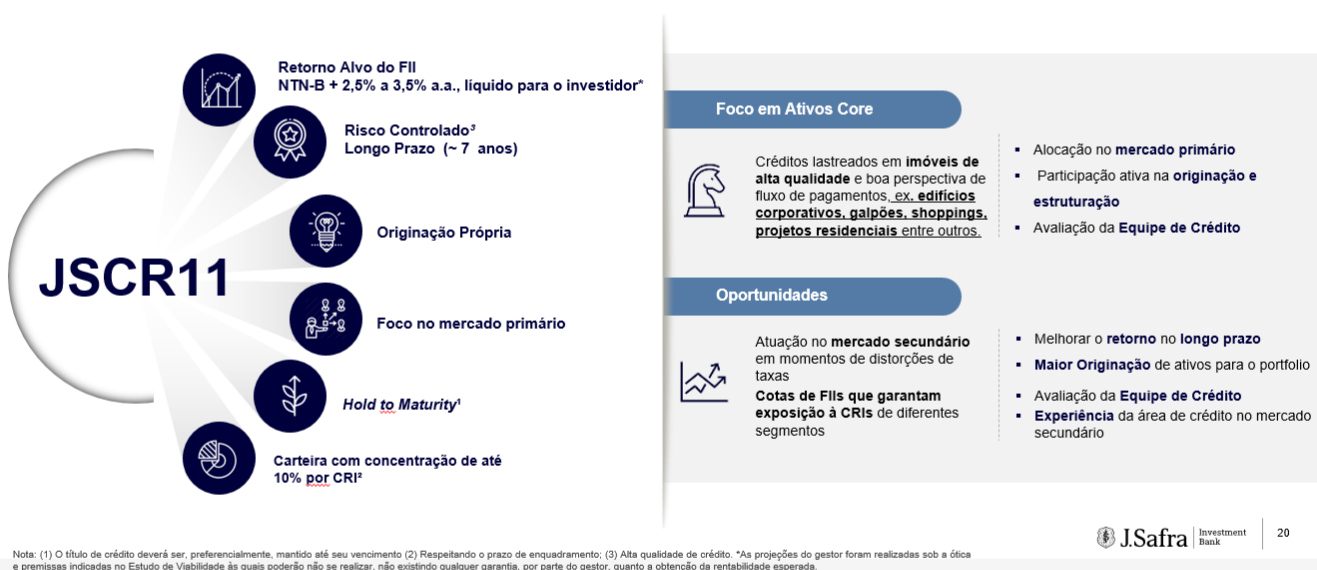 JSCR11
Retorno Alvo do FII
NTN-B + 2,5% a 3,5% a.a., líquido para o investidor*
Risco Controlado³
Longo Prazo (~ 7 anos)
Originação Própria
Foco no mercado primário
Hold to Maturity¹
Carteira com concentração de até
10% por CRI²
Foco em Ativos Core
Créditos lastreados em imóveis de
alta qualidade e boa perspectiva de
fluxo de pagamentos, ex. edifícios
corporativos, galpões, shoppings,
projetos residenciais entre outros.
▪ Alocação no mercado primário
▪ Participação ativa na originação e
estruturação
▪ Avaliação da Equipe de Crédito
Oportunidades
Atuação no mercado secundário
em momentos de distorções de
taxas
Cotas de FIIs que garantam
exposição à CRIs de diferentes
segmentos
▪ Melhorar o retorno no longo prazo
▪ Maior Originação de ativos para o portfolio
▪ Avaliação da Equipe de Crédito
▪ Experiência da área de crédito no mercado
secundário
J.Safra
Investment
Bank
20
Nota: (1) O título de crédito deverá ser, preferencialmente, mantido até seu vencimento (2) Respeitando o prazo de enquadramento; (3) Alta qualidade de crédito. *As projeções do gestor foram realizadas sob a ótica
e premissas indicadas no Estudo de Viabilidade às quais poderão não se realizar, não existindo qualquer garantia, por parte do gestor, quanto a obtenção da rentabilidade esperada.